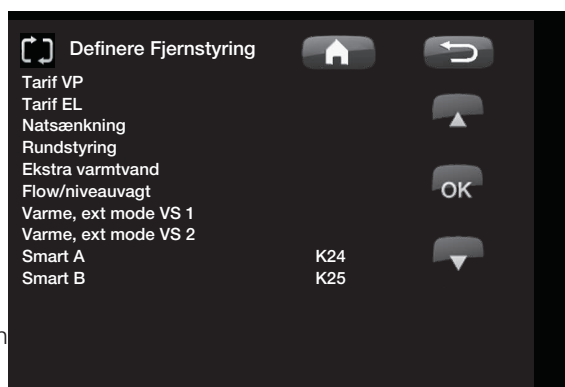 Definere Fjernstyring
Tarif VP
Tarif EL
Natsænkning
Rundstyring
Ekstra varmtvand
OK
Flow/niveauvagt
Varme, ext mode VS 1
Varme, ext mode VS 2
Smart A K24
Smart B K25